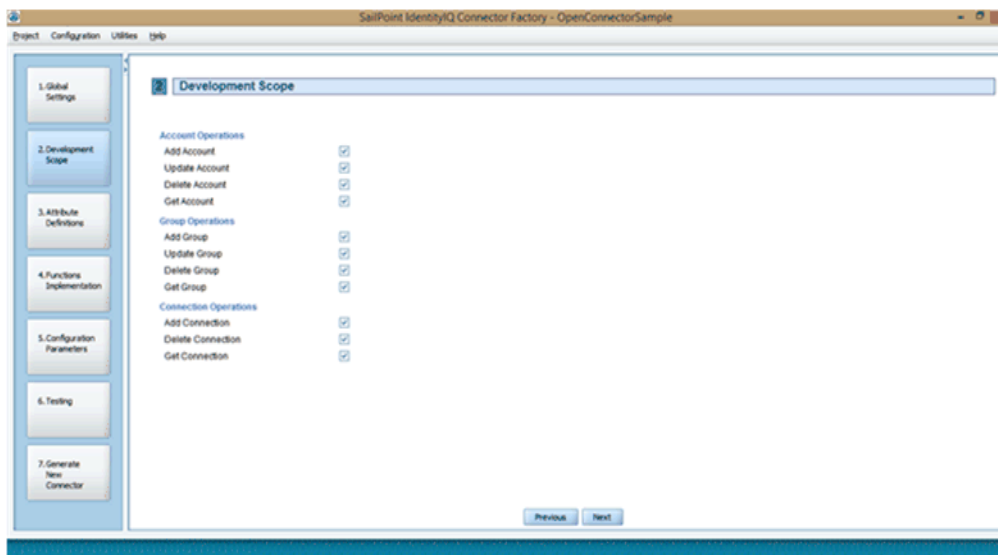 SailPoint IdentityIQ Connector Factory - OpenConnectorSample
Project Configuration Utilities Help
1.Global
Settings
2.Development
Scope
3.Attribute
Definitions
4.Functions
Implementation
5.Configuration
Parameters
6.Testing
7.Generate
New
Connector
2 Development Scope
Account Operations
Add Account
Update Account
Delete Account
Get Account
Group Operations
Add Group
Update Group
Delete Group
Get Group
Connection Operations
Add Connection
Delete Connection
Get Connection
Previous Next